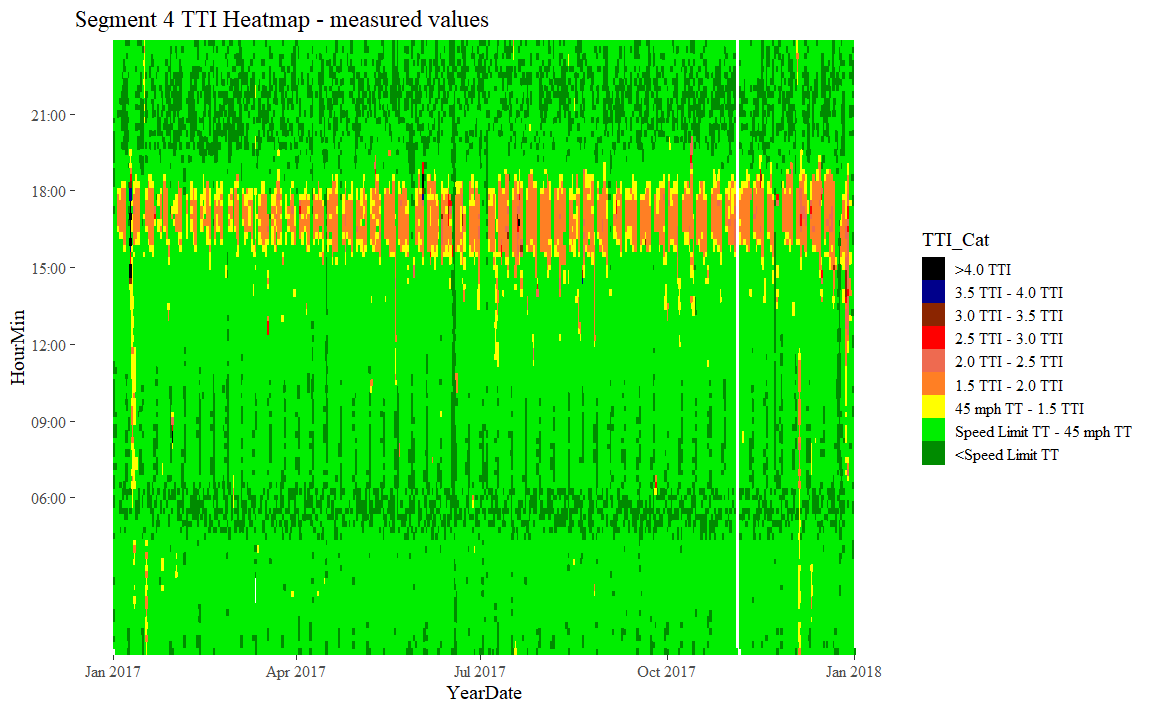 Segment 4 TTI Heatmap - measured values
21:00
18:00
15:00
12:00
09:00
06:00
HourMin
Jan 2017
Apr 2017
Jul 2017
Oct 2017
Jan 2018
YearDate
TTI_Cat
>4.0 TTI
3.5 TTI - 4.0 TTI
3.0 TTI - 3.5 TTI
2.5 TTI - 3.0 TTI
2.0 TTI - 2.5 TTI
1.5 TTI - 2.0 TTI
45 mph TT - 1.5 TTI
Speed Limit TT - 45 mph TT
<Speed Limit TT